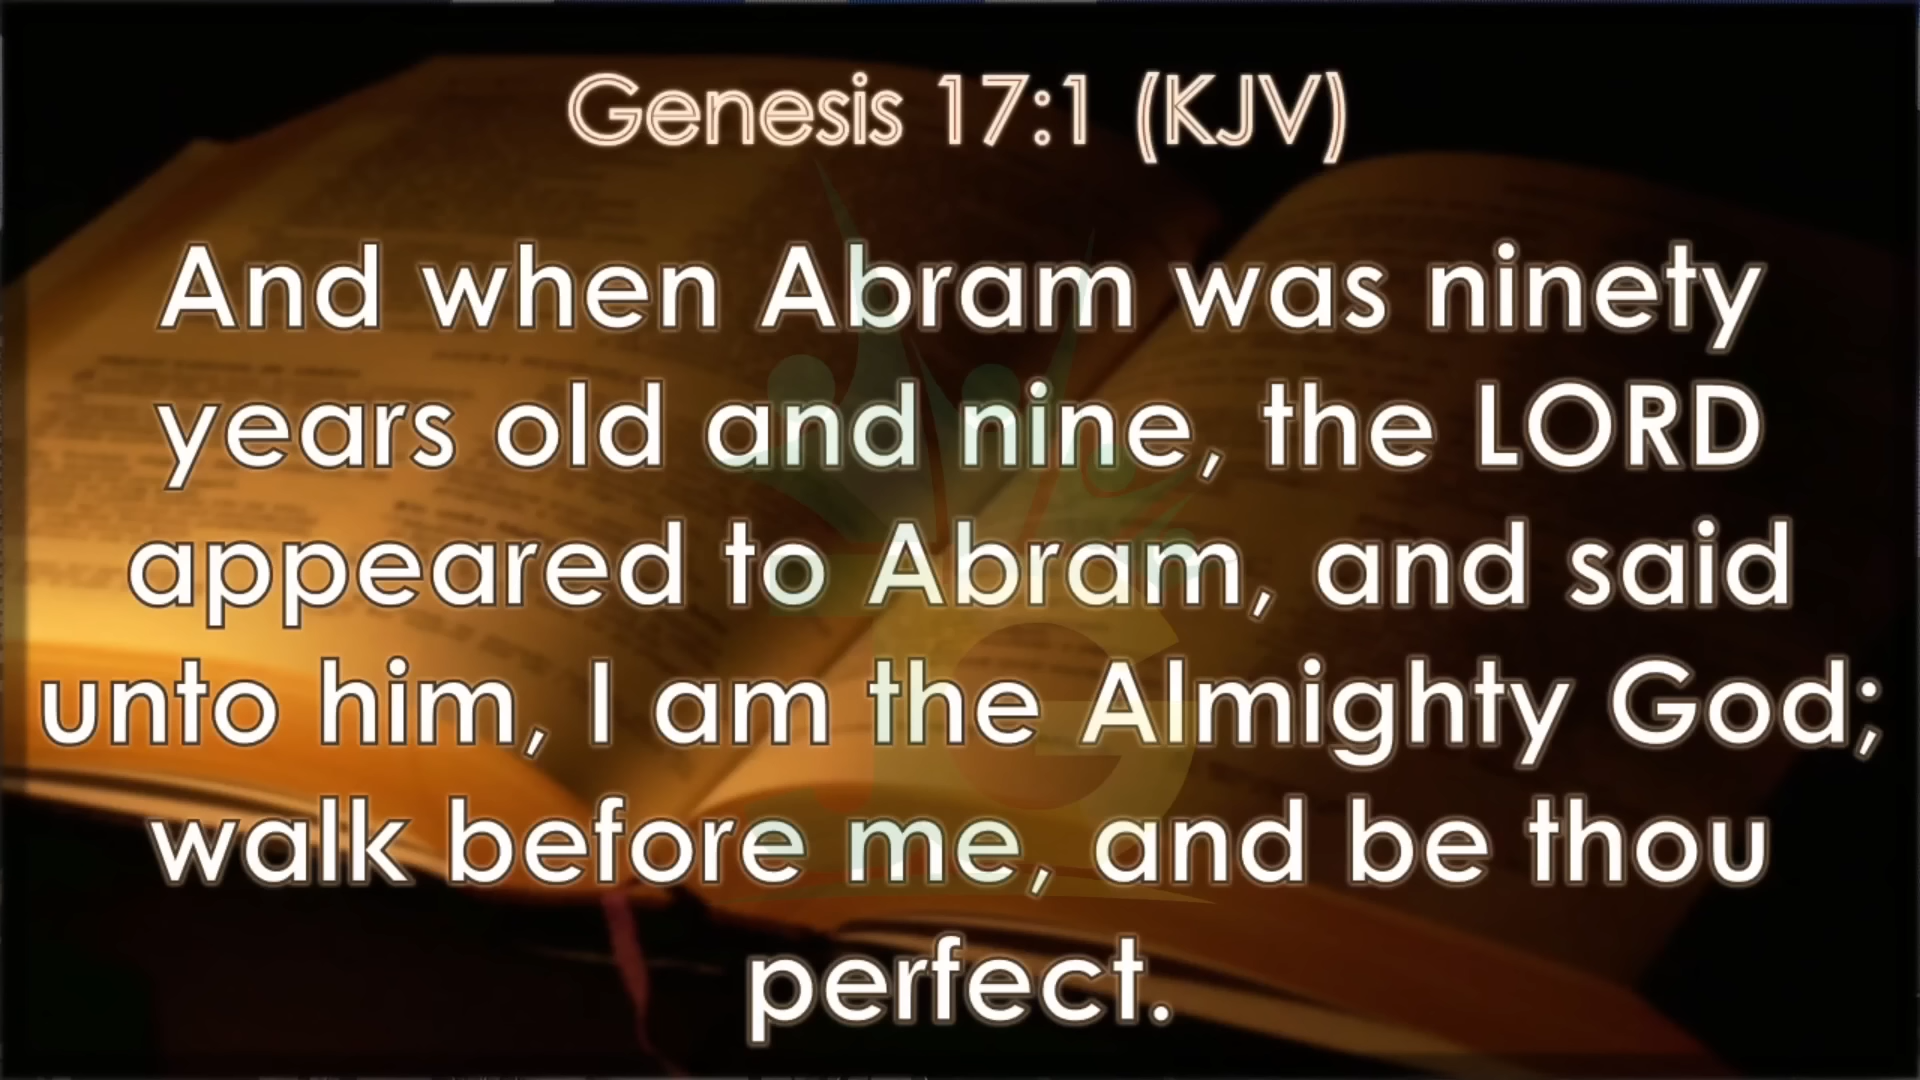 Genesis 17:1 (KJV)
And when Abram was ninety
years old and nine, the LORD
appeared to Abram, and said
unto him, I am the Almighty God;
walk before me, and be thou
perfect.